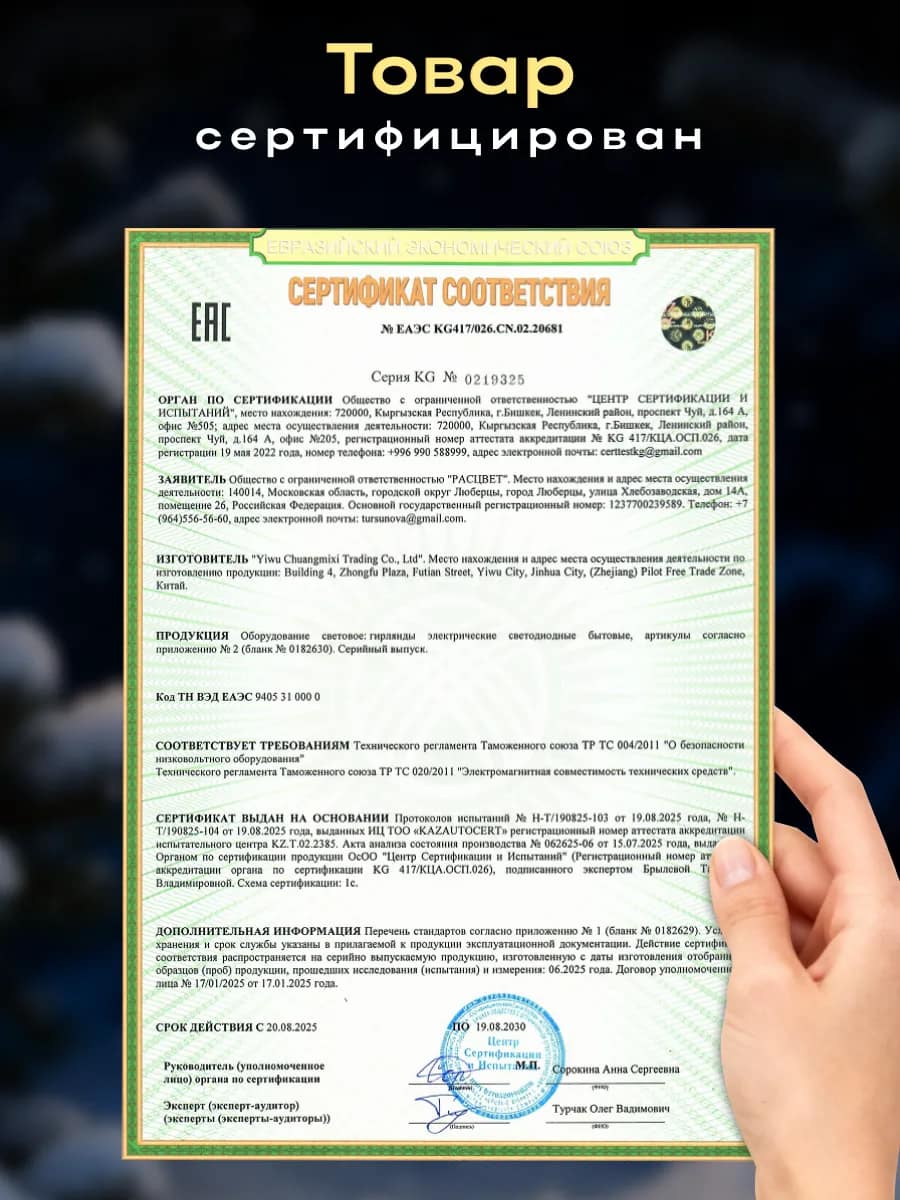 Товар
сертифицирован
ЕВРАЗИЙСКИЙ ЭКОНОМИЧЕСКИЙ СОЮЗ
СЕРТИФИКАТ СООТВЕТСТВИЯ
ЕАС
№ ЕАЭС KG417/026.CN.02.20681
Серия KG № 0219325
ОРГАН ПО СЕРТИФИКАЦИИ Общество с ограниченной ответственностью "ЦЕНТР СЕРТИФИКАЦИИ И
ИСПЫТАНИЙ", место нахождения: 720000, Кыргызская Республика, г.Бишкек, Ленинский район, проспект Чуй, д.164 А,
офис №505; адрес места осуществления деятельности: 720000, Кыргызская Республика, г.Бишкек, Ленинский район,
проспект Чуй, д.164 А, офис №205, регистрационный номер аттестата аккредитации № KG 417/КЦА.ОСП.026, дата
регистрации 19 мая 2022 года, номер телефона: +996 990 588999, адрес электронной почты: certtestkg@gmail.com
ЗАЯВИТЕЛЬ Общество с ограниченной ответственностью "РАСЦВЕТ". Место нахождения и адрес места осуществления
деятельности: 140014, Московская область, городской округ Люберцы, город Люберцы, улица Хлебозаводская, дом 14А,
помещение 26, Российская Федерация. Основной государственный регистрационный номер: 1237700239589. Телефон: +7
(964)556-56-60, адрес электронной почты: tursunova@gmail.com.
ИЗГОТОВИТЕЛЬ "Yiwu Chuangmixi Trading Co., Ltd". Место нахождения и адрес места осуществления деятельности по
изготовлению продукции: Building 4, Zhongfu Plaza, Futian Street, Yiwu City, Jinhua City, (Zhejiang) Pilot Free Trade Zone,
Китай.
ПРОДУКЦИЯ Оборудование световое: гирлянды электрические светодиодные бытовые, артикулы согласно
приложению № 2 (бланк № 0182630). Серийный выпуск.
Код ТН ВЭД ЕАЭС 9405 31 000 0
СООТВЕТСТВУЕТ ТРЕБОВАНИЯМ Технического регламента Таможенного союза ТР ТС 004/2011 "О безопасности
низковольтного оборудования"
Технического регламента Таможенного союза ТР ТС 020/2011 "Электромагнитная совместимость технических средств".
СЕРТИФИКАТ ВЫДАН НА ОСНОВАНИИ Протоколов испытаний № Н-Т/190825-103 от 19.08.2025 года, № Н-
Т/190825-104 от 19.08.2025 года, выданных ИЦ ТОО «KAZAUTOCERT» регистрационный номер аттестата аккредитации
испытательного центра KZ.T.02.2385. Акта анализа состояния производства № 062625-06 от 15.07.2025 года,
Органом по сертификации продукции ОсОО "Центр Сертификации и Испытаний" (Регистрационный номер
аккредитации органа по сертификации KG 417/КЦА.ОСП.026), подписанного экспертом Брылевой
Владимировной. Схема сертификации: 1с.
ДОПОЛНИТЕЛЬНАЯ ИНФОРМАЦИЯ Перечень стандартов согласно приложению № 1 (бланк № 0182629).
хранения и срок службы указаны в прилагаемой к продукции эксплуатационной документации. Действие
соответствия распространяется на серийно выпускаемую продукцию, изготовленную с даты изготовления
образцов (проб) продукции, прошедших исследования (испытания) и измерения: 06.2025 года. Договор
лица № 17/01/2025 от 17.01.2025 года.
СРОК ДЕЙСТВИЯ С 20.08.2025 ПО 19.08.2030
Центр
Сертификации
и Испытаний
Руководитель (уполномоченное
лицо) органа по сертификации
М.П. Сорокина Анна Сергеевна
(подпись) (ФИО)
Эксперт (эксперт-аудитор)
(эксперты (эксперты-аудиторы))
Турчак Олег Вадимович
(подпись) (ФИО)